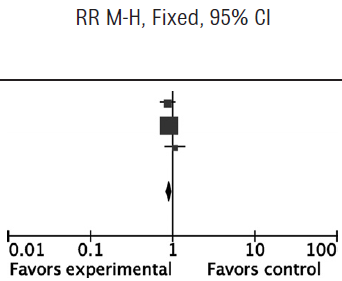 RR M-H, Fixed, 95% CI
0.01 0.1 1 10 100
Favors experimental Favors control